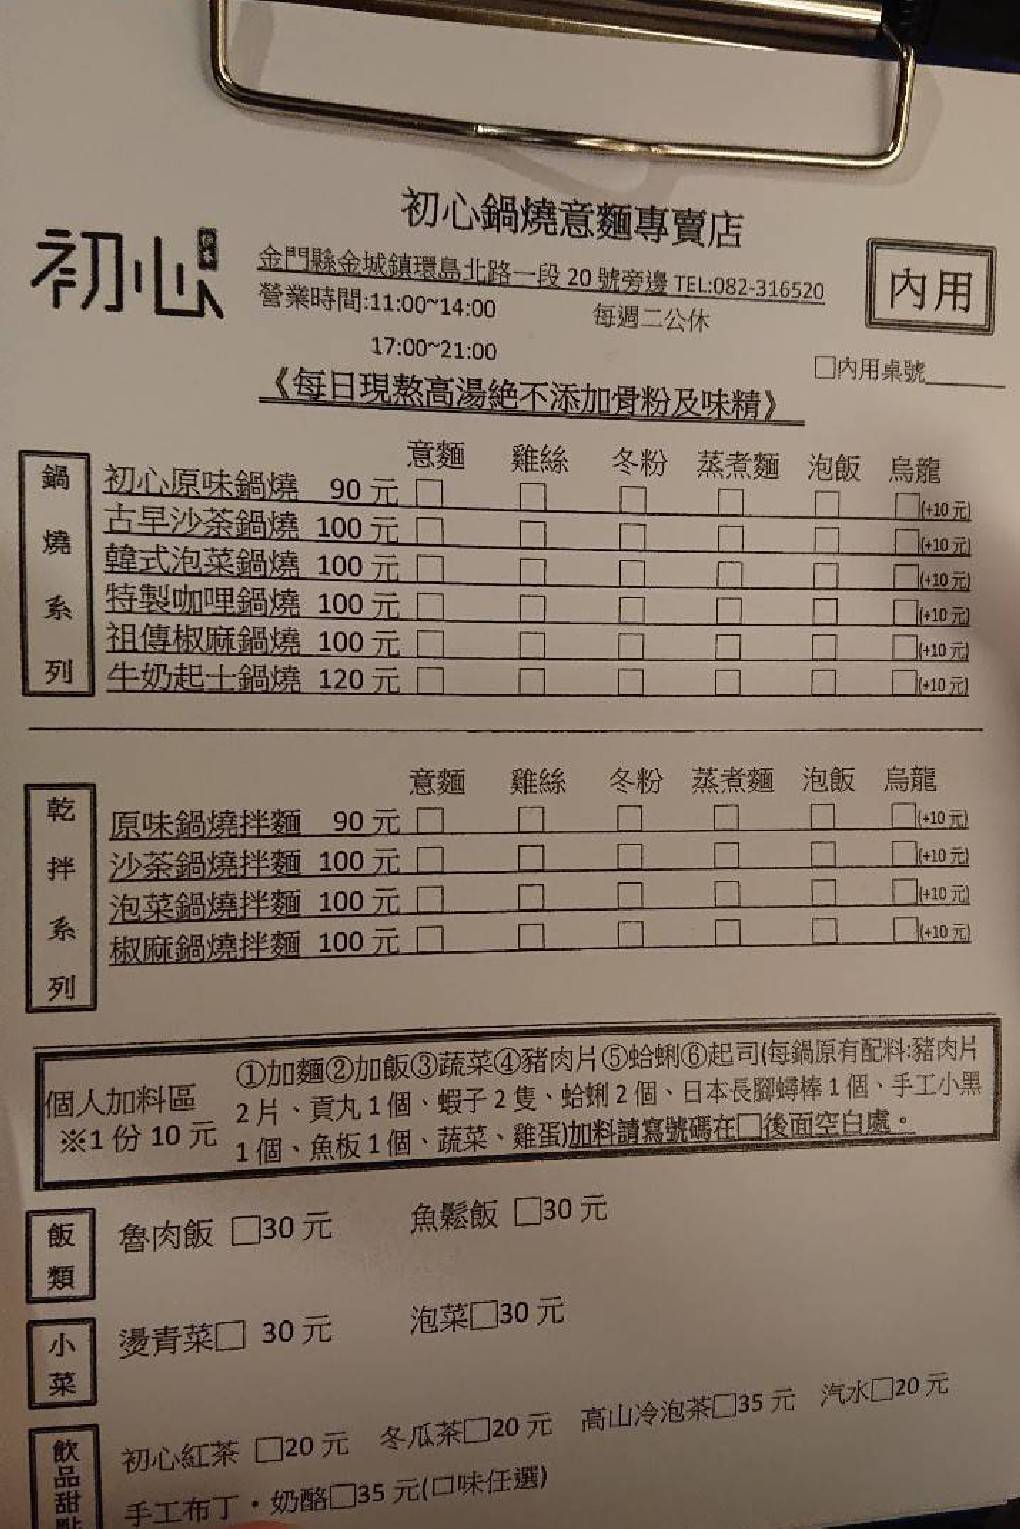 初心鍋燒意麵專賣店
初心
金門縣金城鎮環島北路一段 20 號旁邊 TEL:082-316520
內用
營業時間:11:00~14:00 每週二公休
17:00~21:00
□內用桌號
《每日現熬高湯絕不添加骨粉及味精》
鍋燒系列
意麵 雞絲 冬粉 蒸煮麵 泡飯 烏龍
初心原味鍋燒 90 元 □ □ □ □ □ □(+10 元)
古早沙茶鍋燒 100 元 □ □ □ □ □ □(+10 元)
韓式泡菜鍋燒 100 元 □ □ □ □ □ □(+10 元)
特製咖哩鍋燒 100 元 □ □ □ □ □ □(+10 元)
祖傳椒麻鍋燒 100 元 □ □ □ □ □ □(+10 元)
牛奶起士鍋燒 120 元 □ □ □ □ □ □(+10 元)
乾拌系列
意麵 雞絲 冬粉 蒸煮麵 泡飯 烏龍
原味鍋燒拌麵 90 元 □ □ □ □ □ □(+10 元)
沙茶鍋燒拌麵 100 元 □ □ □ □ □ □(+10 元)
泡菜鍋燒拌麵 100 元 □ □ □ □ □ □(+10 元)
椒麻鍋燒拌麵 100 元 □ □ □ □ □ □(+10 元)
個人加料區
※1 份 10 元
①加麵②加飯③蔬菜④豬肉片⑤蛤蜊⑥起司(每鍋原有配料:豬肉片
2 片、貢丸 1 個、蝦子 2 隻、蛤蜊 2 個、日本長腳蟳棒 1 個、手工小黑
1 個、魚板 1 個、蔬菜、雞蛋)加料請寫號碼在□後面空白處。
飯類
魯肉飯 □30 元 魚鬆飯 □30 元
小菜
燙青菜□ 30 元 泡菜□30 元
飲品甜點
初心紅茶 □20 元 冬瓜茶□20 元 高山冷泡茶□35 元 汽水□20 元
手工布丁・奶酪□35 元(口味任選)